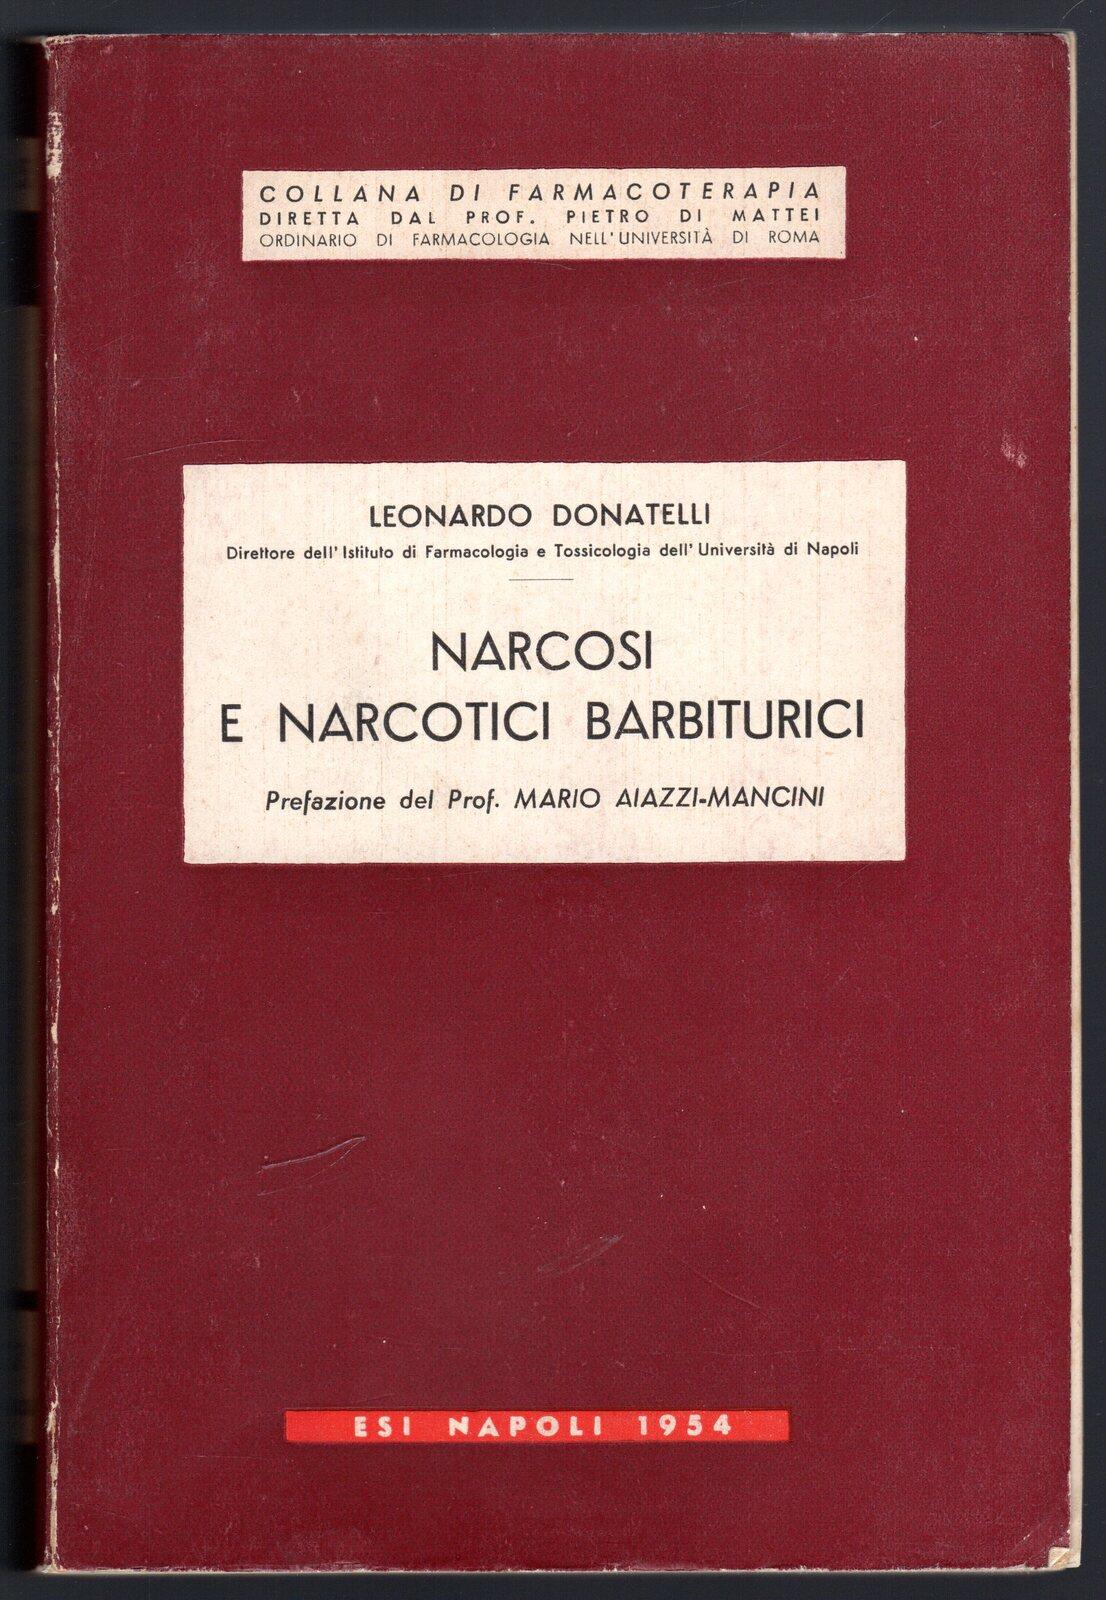 COLLANA DI FARMACOTERAPIA
DIRETTA DAL PROF. PIETRO DI MATTEI
ORDINARIO DI FARMACOLOGIA NELL'UNIVERSITÀ DI ROMA
LEONARDO DONATELLI
Direttore dell'Istituto di Farmacologia e Tossicologia dell'Università di Napoli
NARCOSI
E NARCOTICI BARBITURICI
Prefazione del Prof. MARIO AIAZZI-MANCINI
ESI NAPOLI 1954